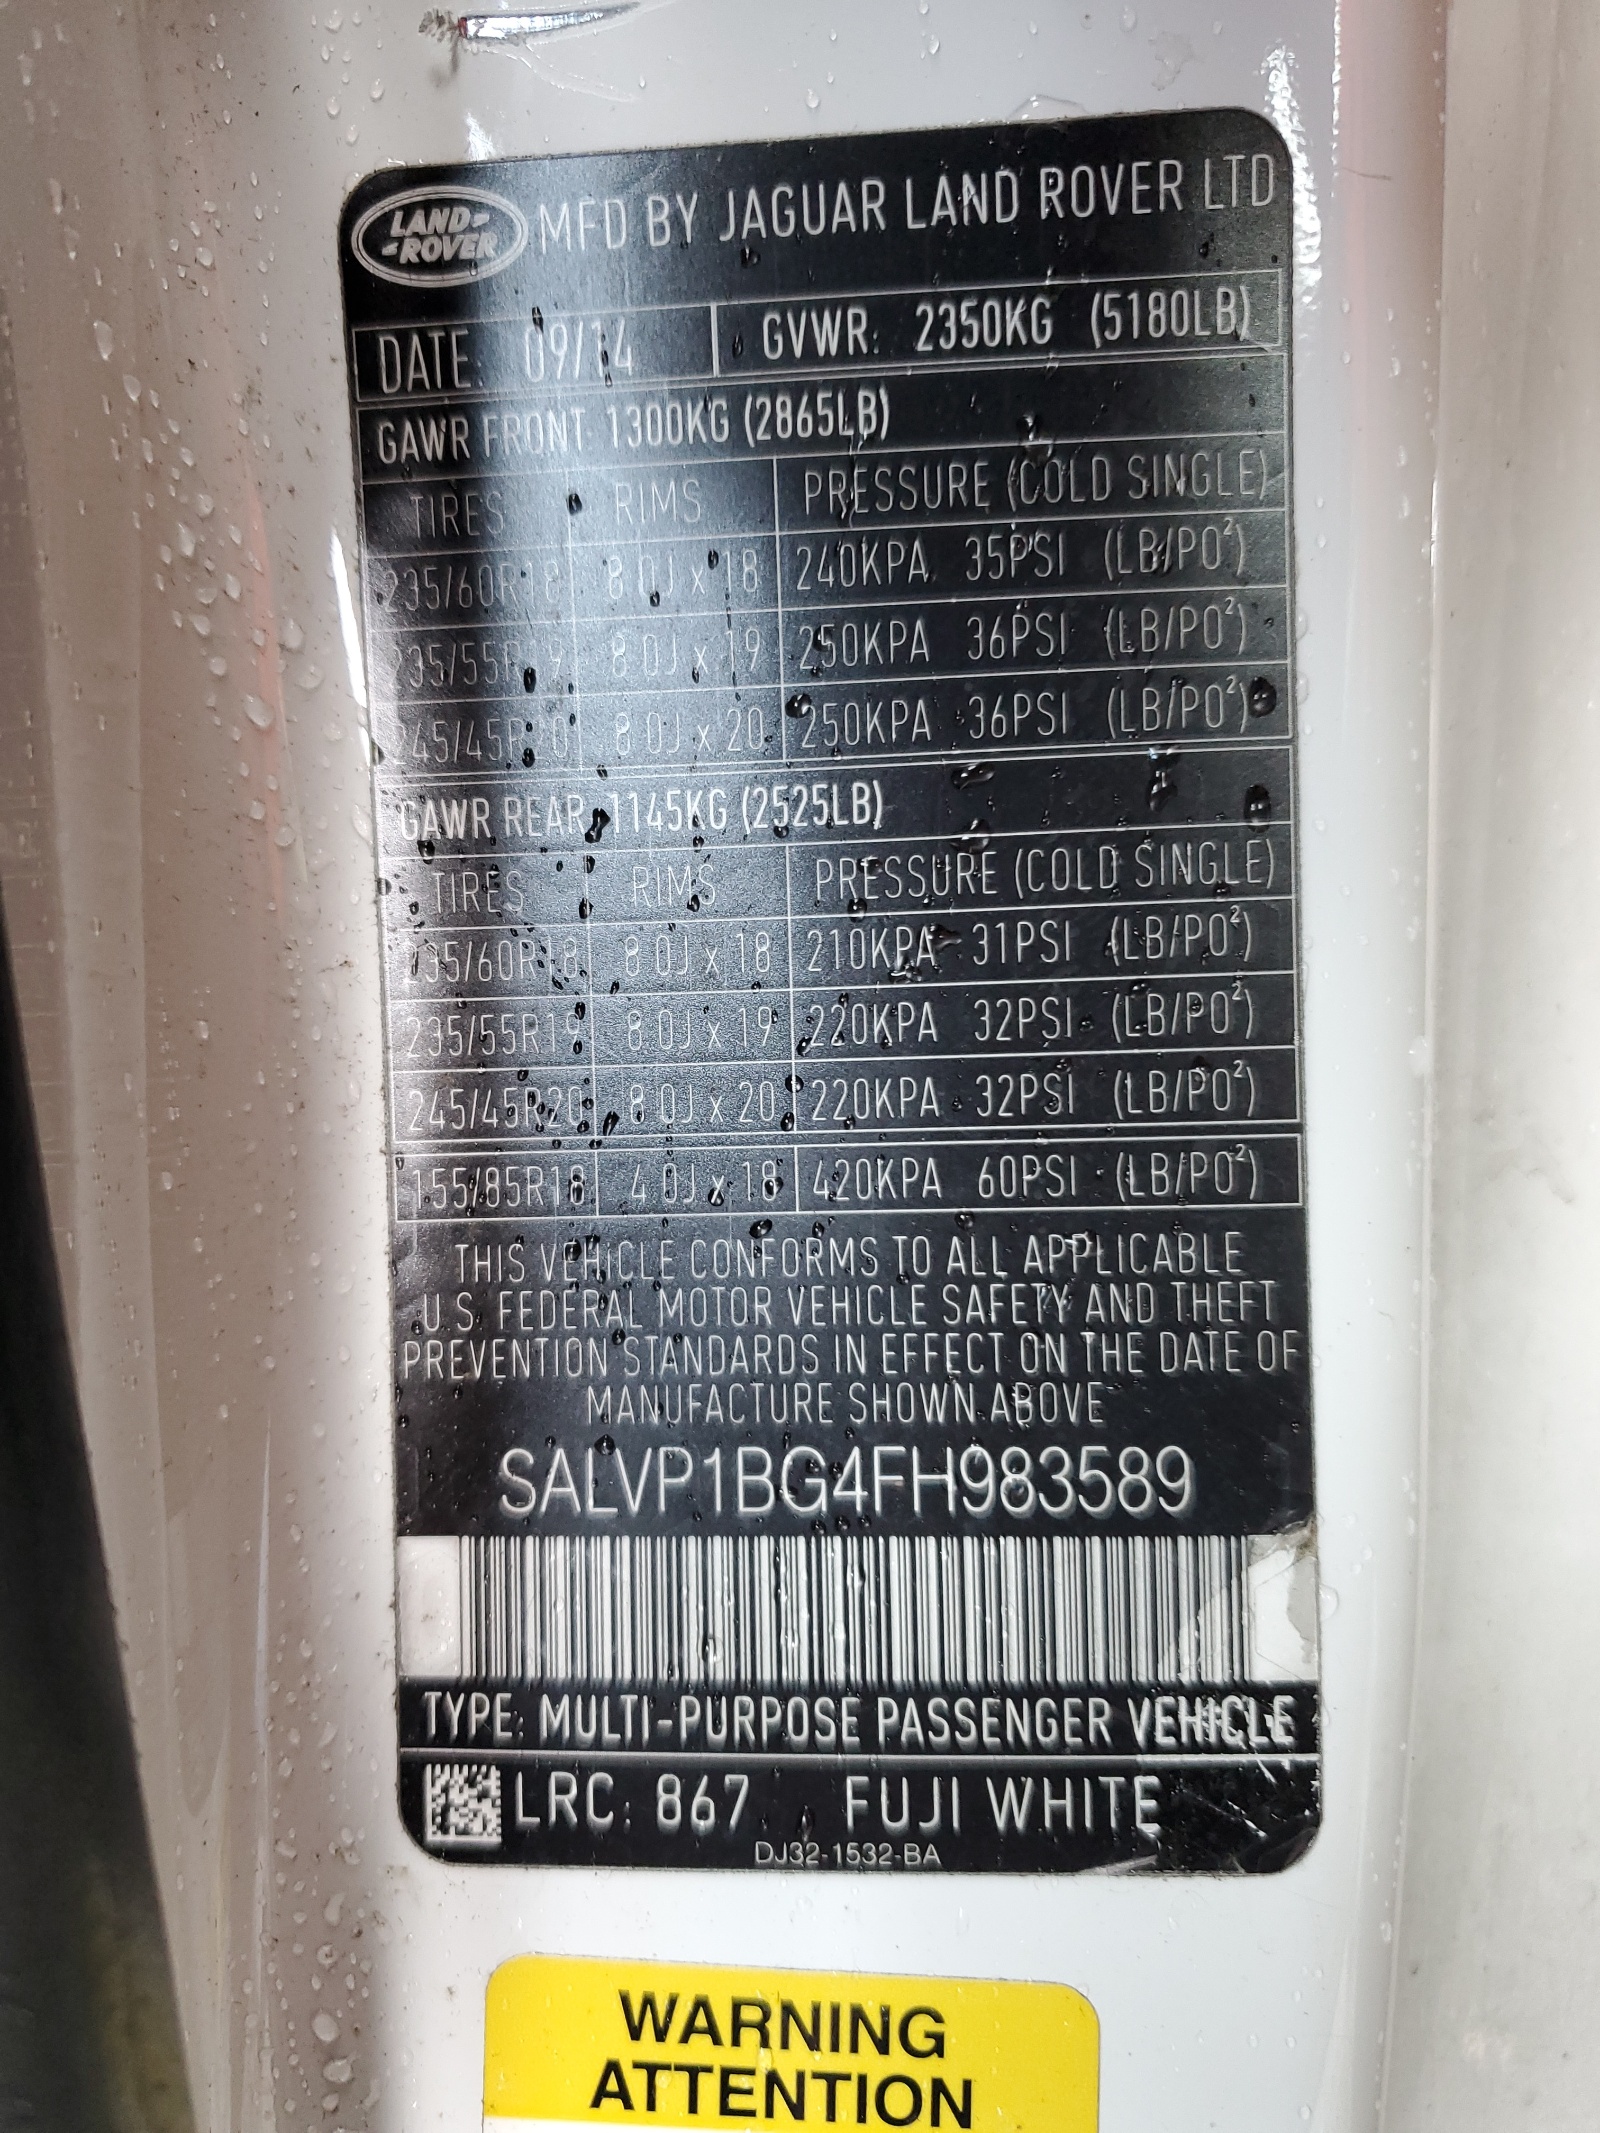 LAND-
-ROVER
MFD BY JAGUAR LAND ROVER LTD
DATE: 09/14 GVWR: 2350KG (5180LB)
GAWR FRONT: 1300KG (2865LB)
TIRES RIMS PRESSURE (COLD SINGLE)
235/60R18 8.0J x 18 240KPA 35PSI (LB/PO²)
235/55R19 8.0J x 19 250KPA 36PSI (LB/PO²)
245/45R20 8.0J x 20 250KPA 36PSI (LB/PO²)
GAWR REAR: 1145KG (2525LB)
TIRES RIMS PRESSURE (COLD SINGLE)
235/60R18 8.0J x 18 210KPA 31PSI (LB/PO²)
235/55R19 8.0J x 19 220KPA 32PSI (LB/PO²)
245/45R20 8.0J x 20 220KPA 32PSI (LB/PO²)
155/85R18 4.0J x 18 420KPA 60PSI (LB/PO²)
THIS VEHICLE CONFORMS TO ALL APPLICABLE
U.S. FEDERAL MOTOR VEHICLE SAFETY AND THEFT
PREVENTION STANDARDS IN EFFECT ON THE DATE OF
MANUFACTURE SHOWN ABOVE
SALVP1BG4FH983589
TYPE: MULTI-PURPOSE PASSENGER VEHICLE
LRC: 867 FUJI WHITE
DJ32-1532-BA
WARNING
ATTENTION